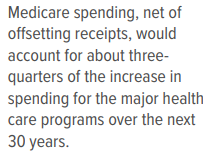 Medicare spending, net of
offsetting receipts, would
account for about three-
quarters of the increase in
spending for the major health
care programs over the next
30 years.